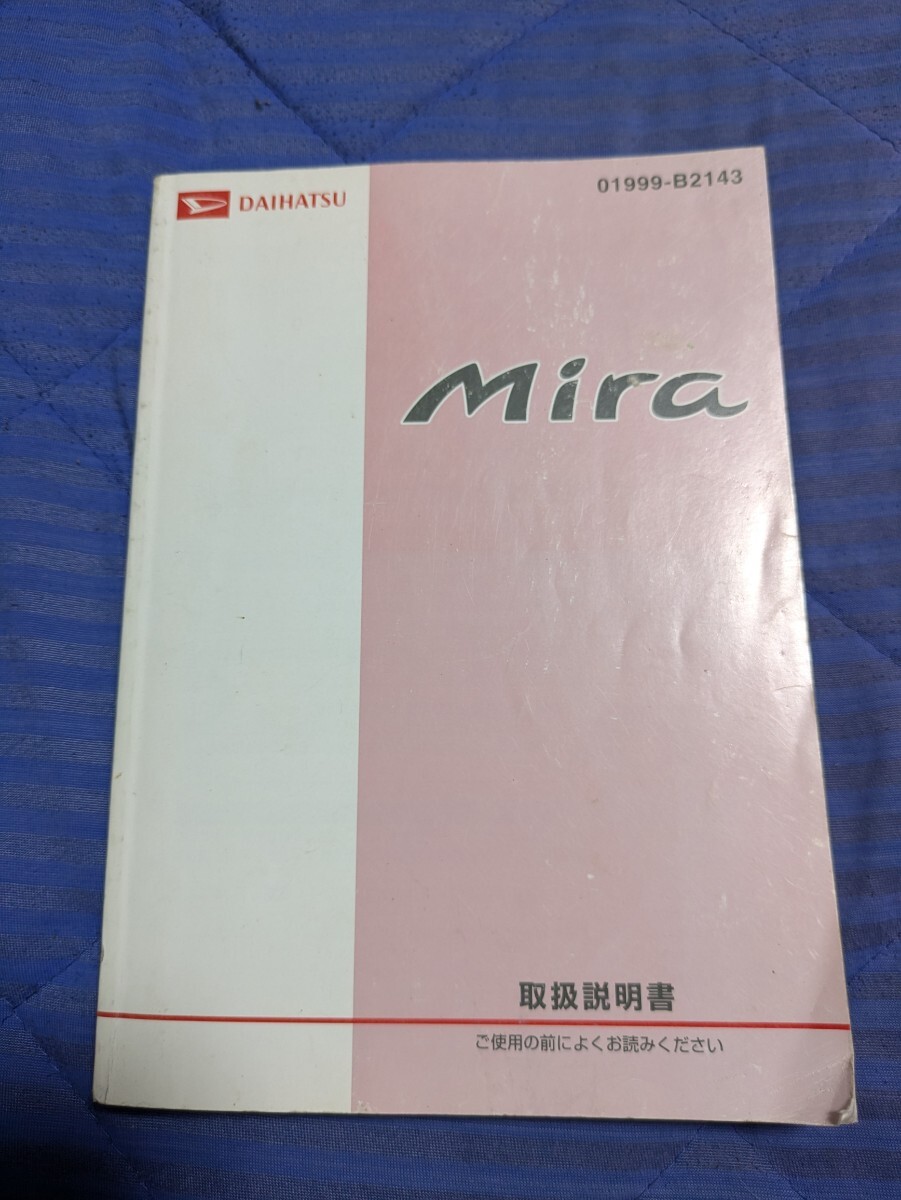 DAIHATSU
01999-B2143
Mira
取扱説明書
ご使用の前によくお読みください